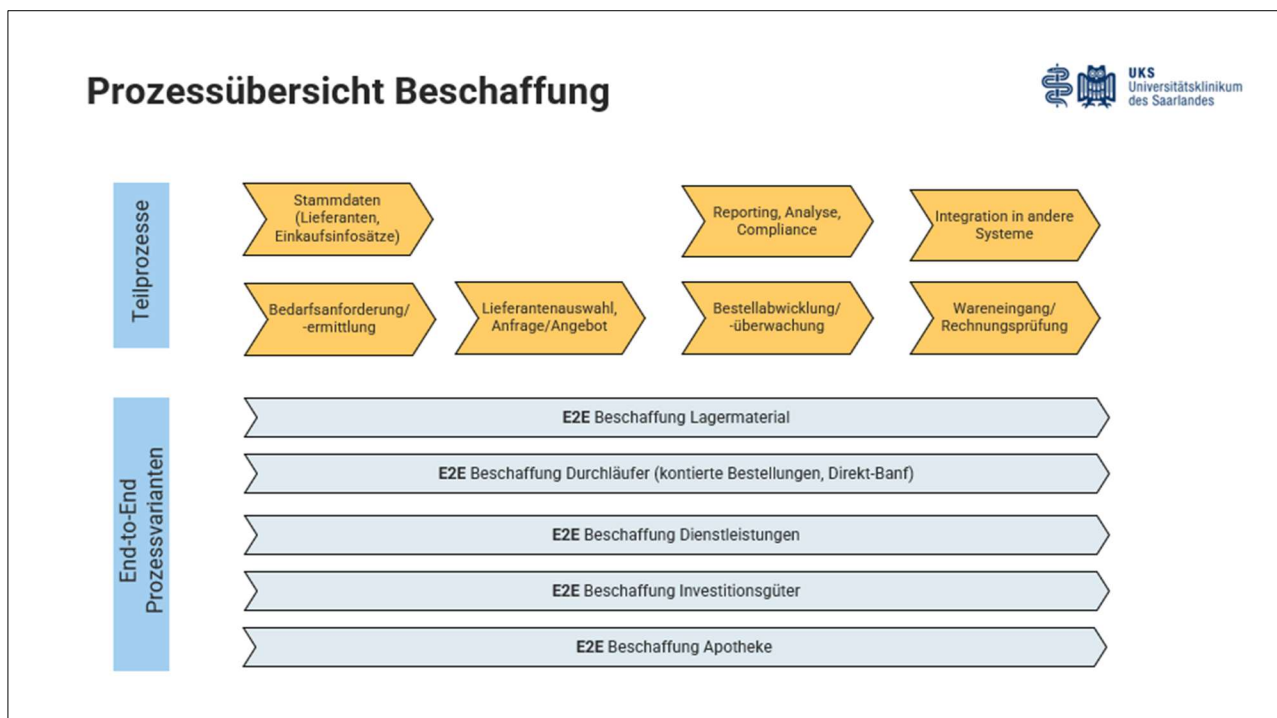 Prozessübersicht Beschaffung
UKS
Universitätsklinikum
des Saarlandes
Teilprozesse
Stammdaten
(Lieferanten,
Einkaufsinfosätze)
Reporting, Analyse,
Compliance
Integration in andere
Systeme
Bedarfsanforderung/
-ermittlung
Lieferantenauswahl,
Anfrage/Angebot
Bestellabwicklung/
-überwachung
Wareneingang/
Rechnungsprüfung
End-to-End
Prozessvarianten
E2E Beschaffung Lagermaterial
E2E Beschaffung Durchläufer (kontierte Bestellungen, Direkt-Banf)
E2E Beschaffung Dienstleistungen
E2E Beschaffung Investitionsgüter
E2E Beschaffung Apotheke